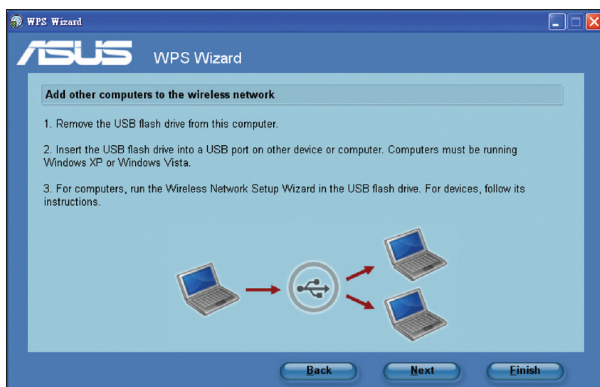 WPS Wizard
ASUS
WPS Wizard
Add other computers to the wireless network
1. Remove the USB flash drive from this computer.
2. Insert the USB flash drive into a USB port on other device or computer. Computers must be running
Windows XP or Windows Vista.
3. For computers, run the Wireless Network Setup Wizard in the USB flash drive. For devices, follow its
instructions.
Back
Next
Finish